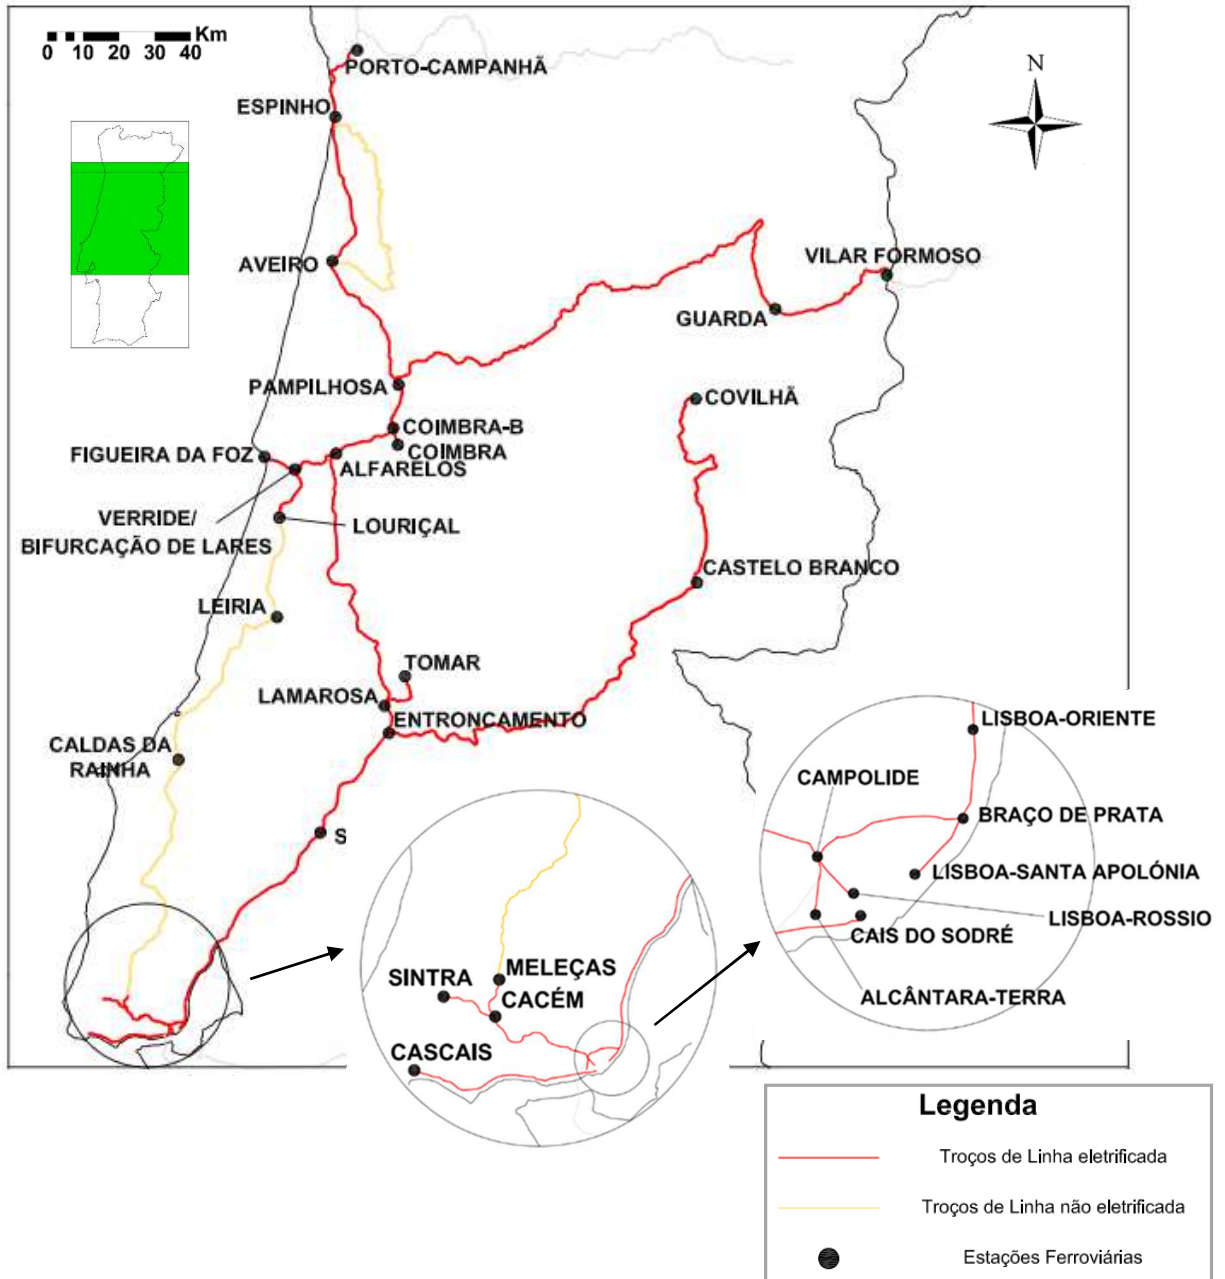 Km
0 10 20 30 40
N
PORTO-CAMPANHÃ
ESPINHO
AVEIRO
VILAR FORMOSO
GUARDA
PAMPILHOSA
COVILHÃ
COIMBRA-B
COIMBRA
FIGUEIRA DA FOZ
ALFARELOS
VERRIDE/
BIFURCAÇÃO DE LARES
LOURIÇAL
CASTELO BRANCO
LEIRIA
TOMAR
LAMAROSA
ENTRONCAMENTO
CALDAS DA
RAINHA
S
LISBOA-ORIENTE
CAMPOLIDE
BRAÇO DE PRATA
LISBOA-SANTA APOLÓNIA
LISBOA-ROSSIO
CAIS DO SODRÉ
ALCÂNTARA-TERRA
SINTRA
MELEÇAS
CACÉM
CASCAIS
Legenda
Troços de Linha eletrificada
Troços de Linha não eletrificada
Estações Ferroviárias